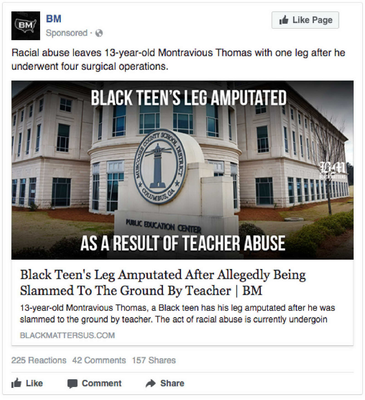 BM
BM
Like Page
Sponsored ·
Racial abuse leaves 13-year-old Montravious Thomas with one leg after he
underwent four surgical operations.
BLACK TEEN'S LEG AMPUTATED
MUSCOGEE COUNTY SCHOOL DISTRICT
COLUMBUS, GA
BM
PUBLIC EDUCATION CENTER
AS A RESULT OF TEACHER ABUSE
Black Teen's Leg Amputated After Allegedly Being
Slammed To The Ground By Teacher | BM
13-year-old Montravious Thomas, a Black teen has his leg amputated after he was
slammed to the ground by teacher. The act of racial abuse is currently undergoin
BLACKMATTERSUS.COM
225 Reactions 42 Comments 157 Shares
Like Comment Share